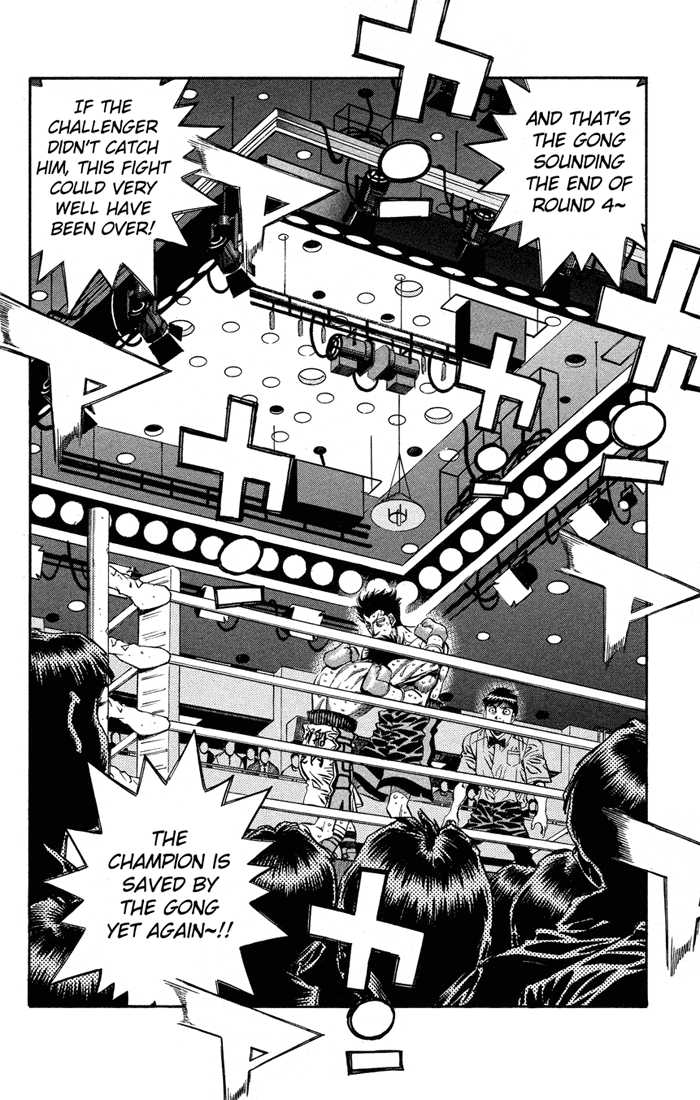 AND THAT'S
THE GONG
SOUNDING
THE END OF
ROUND 4~
IF THE
CHALLENGER
DIDN'T CATCH
HIM, THIS FIGHT
COULD VERY
WELL HAVE
BEEN OVER!
THE
CHAMPION IS
SAVED BY
THE GONG
YET AGAIN~!!